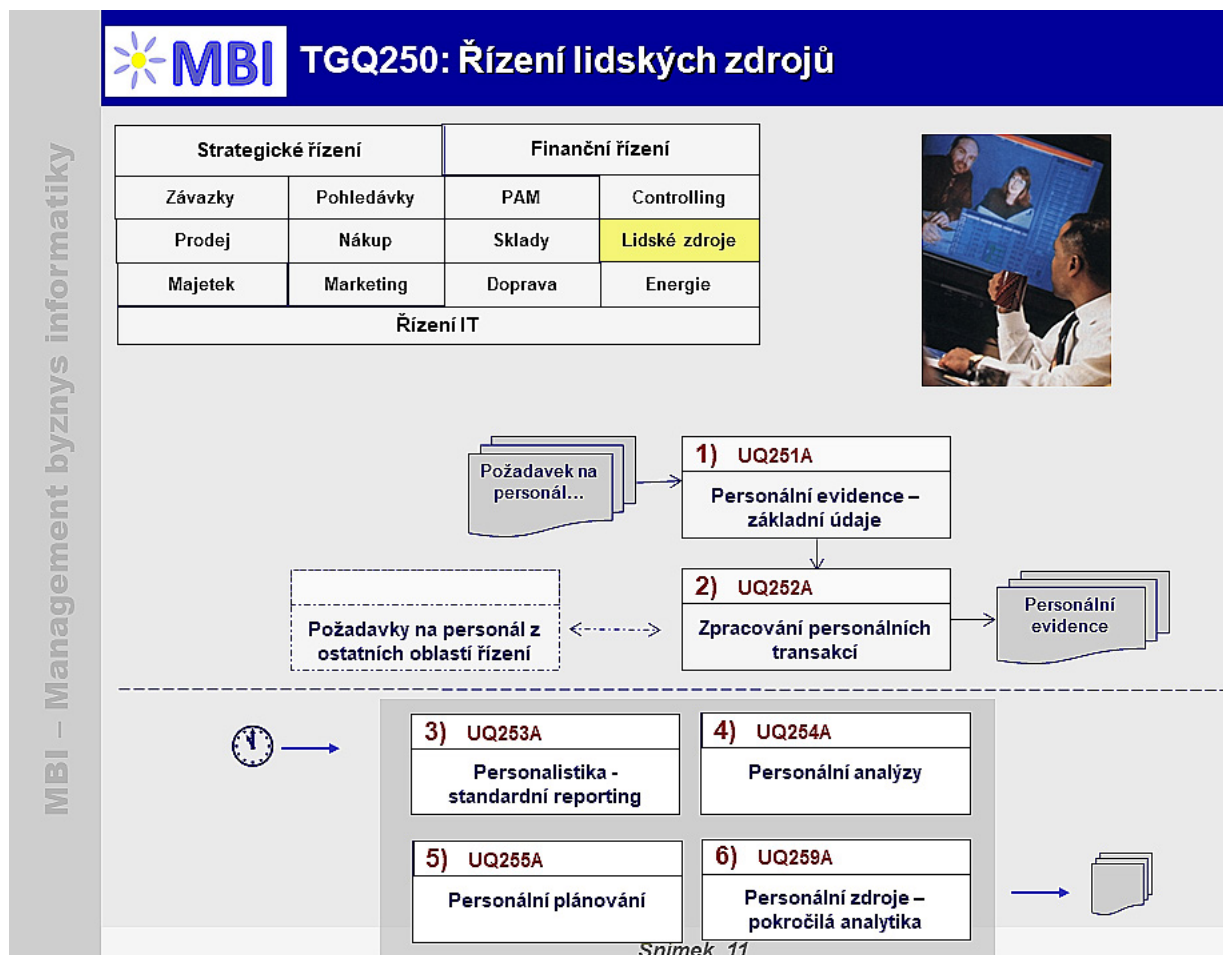 MBI
TGQ250: Řízení lidských zdrojů
MBI – Management byznys informatiky
Strategické řízení
Finanční řízení
Závazky
Pohledávky
PAM
Controlling
Prodej
Nákup
Sklady
Lidské zdroje
Majetek
Marketing
Doprava
Energie
Řízení IT
Požadavek na
personál...
1) UQ251A
Personální evidence –
základní údaje
2) UQ252A
Zpracování personálních
transakcí
Požadavky na personál z
ostatních oblastí řízení
Personální
evidence
3) UQ253A
Personalistika -
standardní reporting
4) UQ254A
Personální analýzy
5) UQ255A
Personální plánování
6) UQ259A
Personální zdroje –
pokročilá analytika
Snímek 11